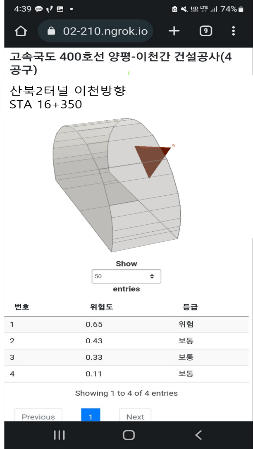 4:39
74%
02-210.ngrok.io
9
고속국도 400호선 양평-이천간 건설공사(4
공구)
산북2터널 이천방향
STA 16+350
Show
50
entries
번호 위험도 등급
1 0.65 위험
2 0.43 보통
3 0.33 보통
4 0.11 보통
Showing 1 to 4 of 4 entries
Previous 1 Next